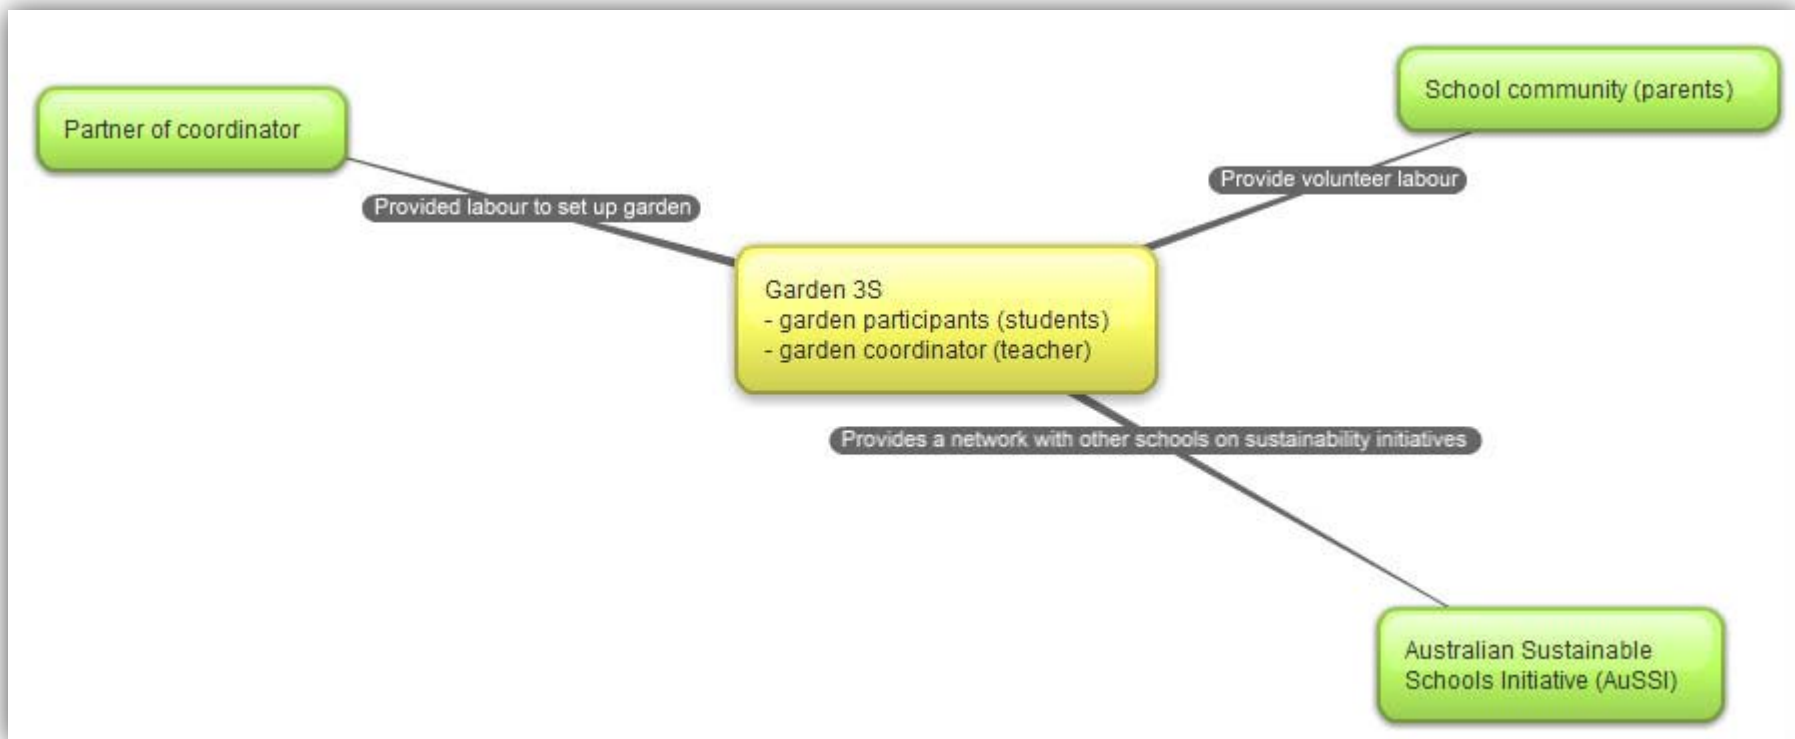 School community (parents)
Partner of coordinator
Provide volunteer labour
Provided labour to set up garden
Garden 3S
- garden participants (students)
- garden coordinator (teacher)
Provides a network with other schools on sustainability initiatives
Australian Sustainable
Schools Initiative (AuSSI)